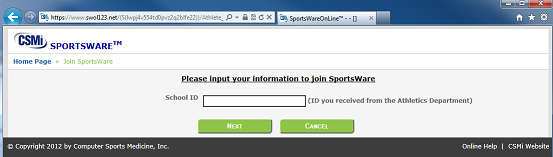 https://www.swol123.net/
SportsWareOnLine™ - - []
CSMi SPORTSWARE™
Home Page » Join SportsWare
Please input your information to join SportsWare
School ID (ID you received from the Athletics Department)
NEXT CANCEL
© Copyright 2012 by Computer Sports Medicine, Inc. Online Help | CSMi Website